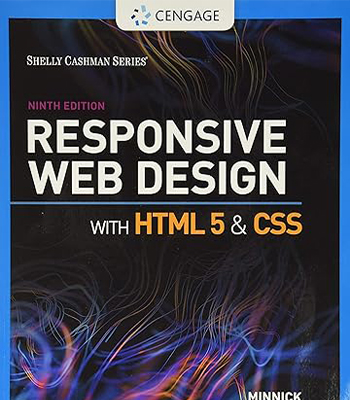 CENGAGE
SHELLY CASHMAN SERIES®
NINTH EDITION
RESPONSIVE
WEB DESIGN
WITH HTML 5 & CSS
MINNICK